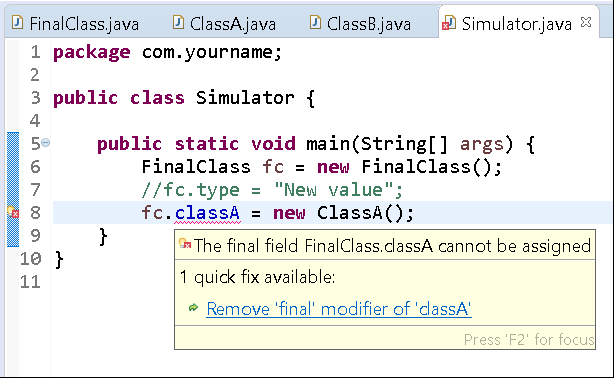 FinalClass.java ClassA.java ClassB.java Simulator.java
1 package com.yourname;
2
3 public class Simulator {
4
5 public static void main(String[] args) {
6 FinalClass fc = new FinalClass();
7 //fc.type = "New value";
8 fc.classA = new ClassA();
9 }
10 }
11
The final field FinalClass.classA cannot be assigned
1 quick fix available:
Remove 'final' modifier of 'classA'
Press 'F2' for focus